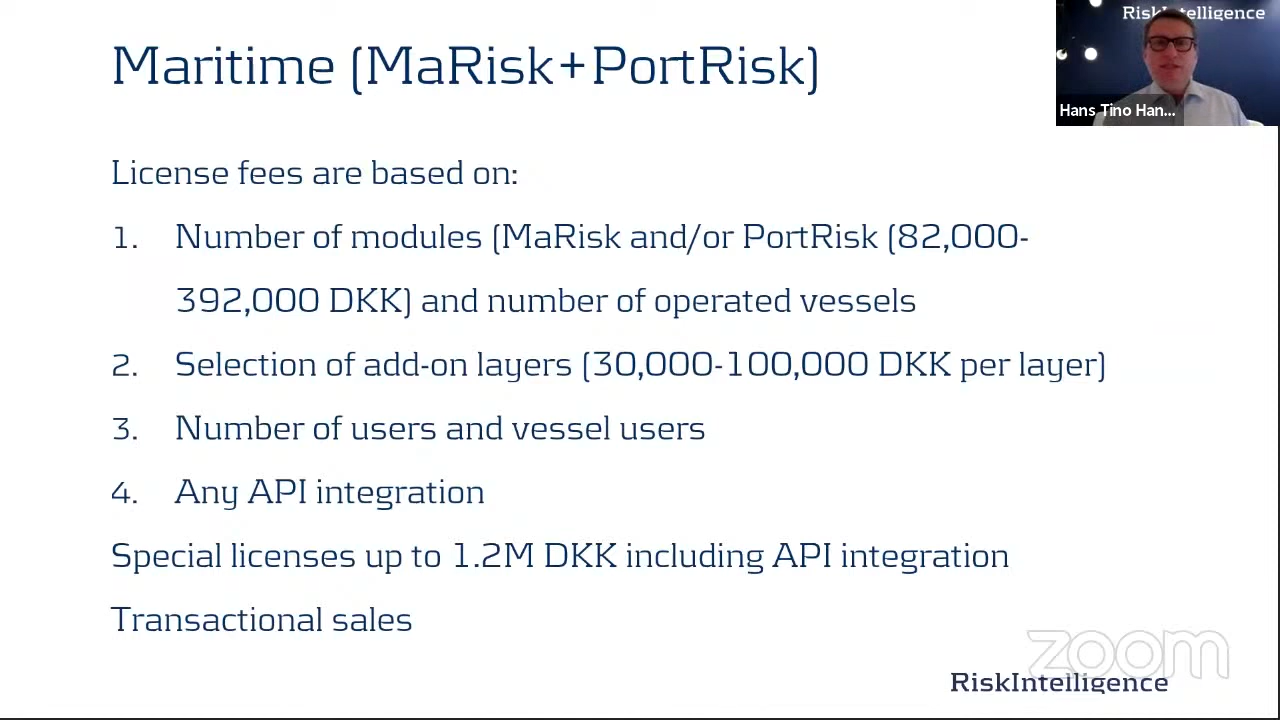 Maritime (MaRisk+PortRisk)
RiskIntelligence
Hans Tino Han...
License fees are based on:
1. Number of modules (MaRisk and/or PortRisk (82,000-
392,000 DKK) and number of operated vessels
2. Selection of add-on layers (30,000-100,000 DKK per layer)
3. Number of users and vessel users
4. Any API integration
Special licenses up to 1.2M DKK including API integration
Transactional sales
zoom
RiskIntelligence